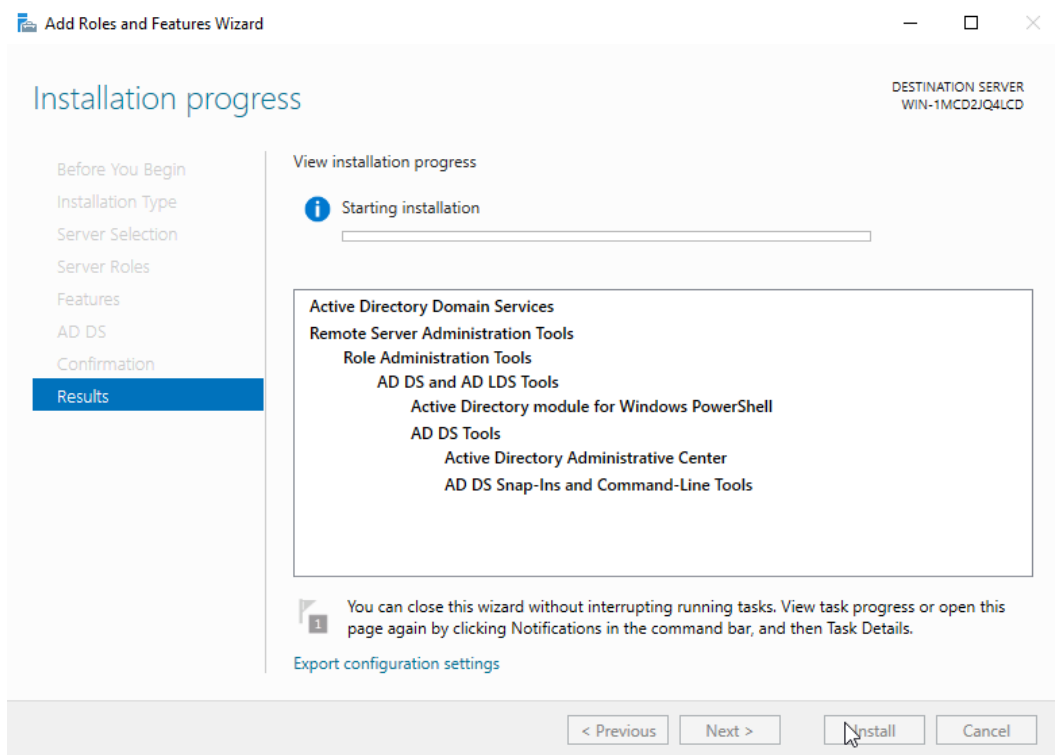 Add Roles and Features Wizard
Installation progress
DESTINATION SERVER
WIN-1MCD2JQ4LCD
Before You Begin
Installation Type
Server Selection
Server Roles
Features
AD DS
Confirmation
Results
View installation progress
Starting installation
Active Directory Domain Services
Remote Server Administration Tools
Role Administration Tools
AD DS and AD LDS Tools
Active Directory module for Windows PowerShell
AD DS Tools
Active Directory Administrative Center
AD DS Snap-Ins and Command-Line Tools
1
You can close this wizard without interrupting running tasks. View task progress or open this
page again by clicking Notifications in the command bar, and then Task Details.
Export configuration settings
< Previous
Next >
Install
Cancel